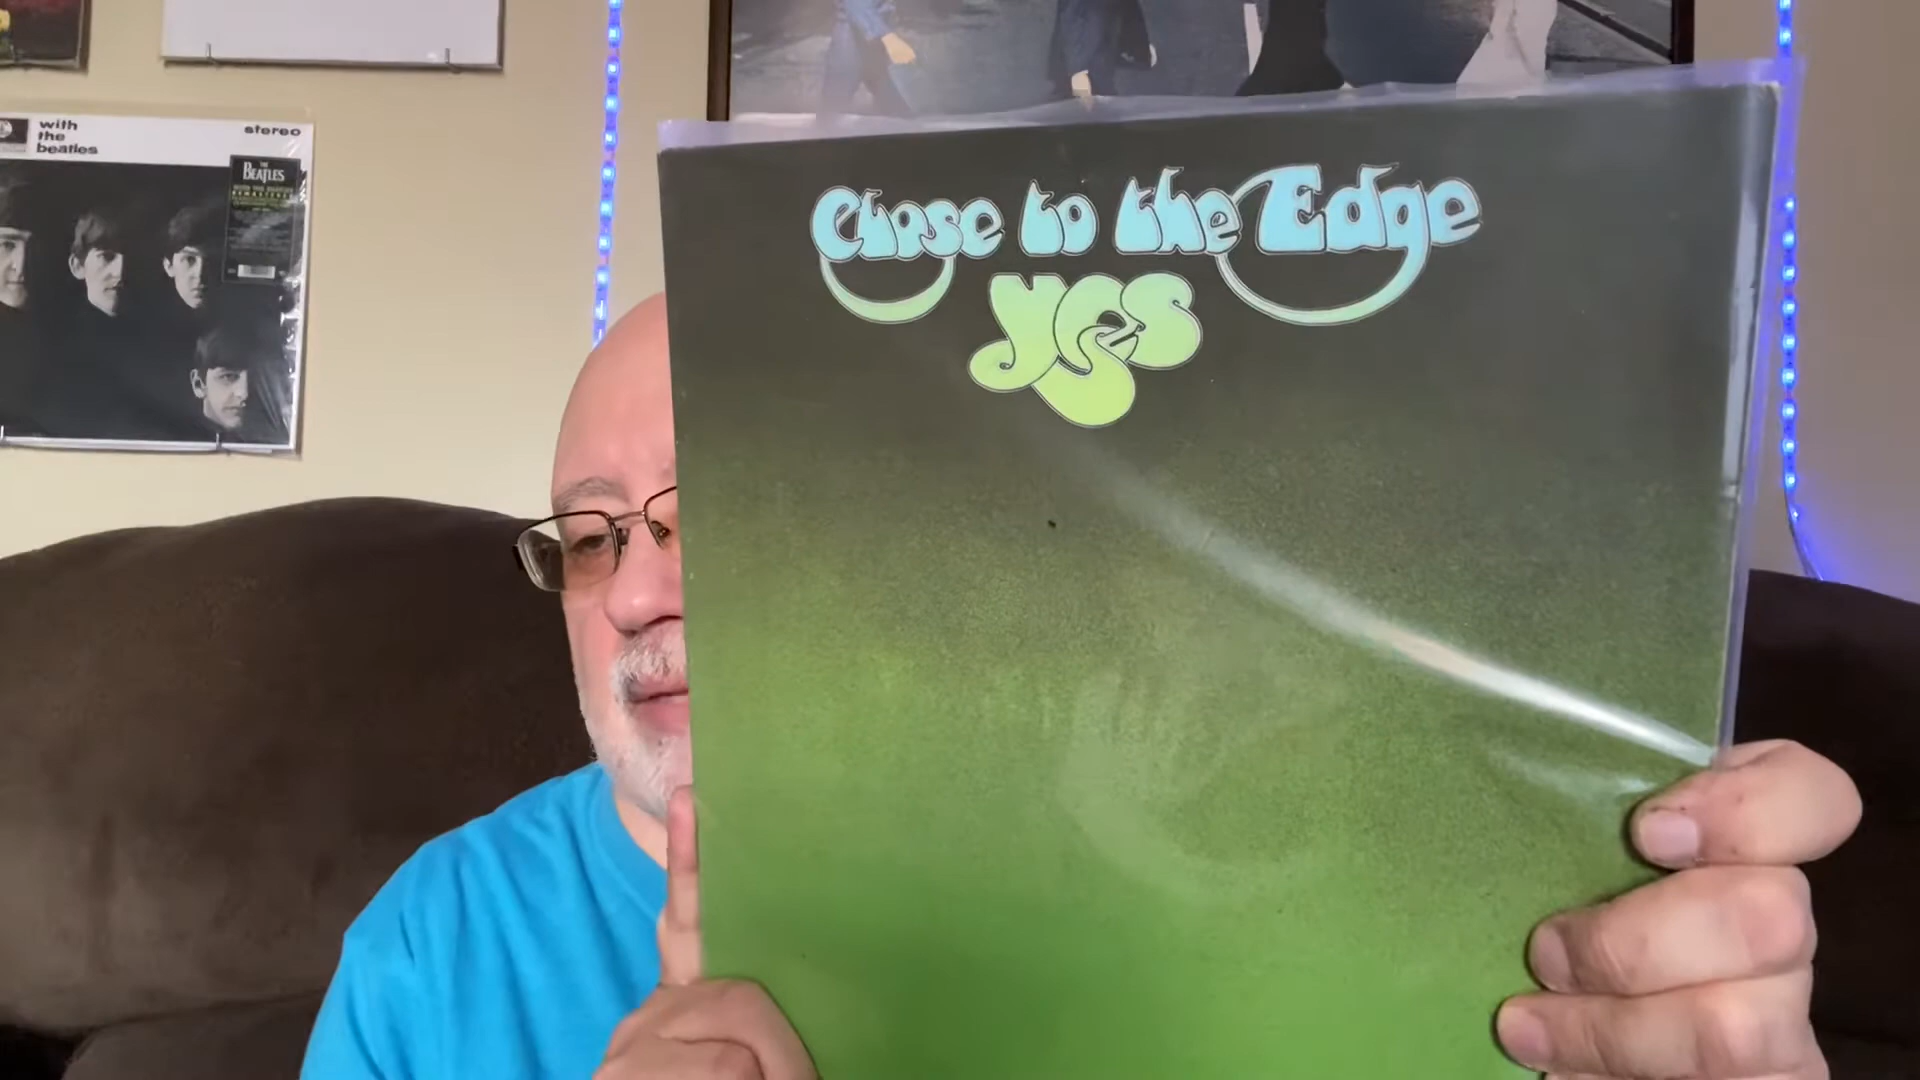 with
the
beatles
stereo
THE
BEATLES
Close to the Edge
yes